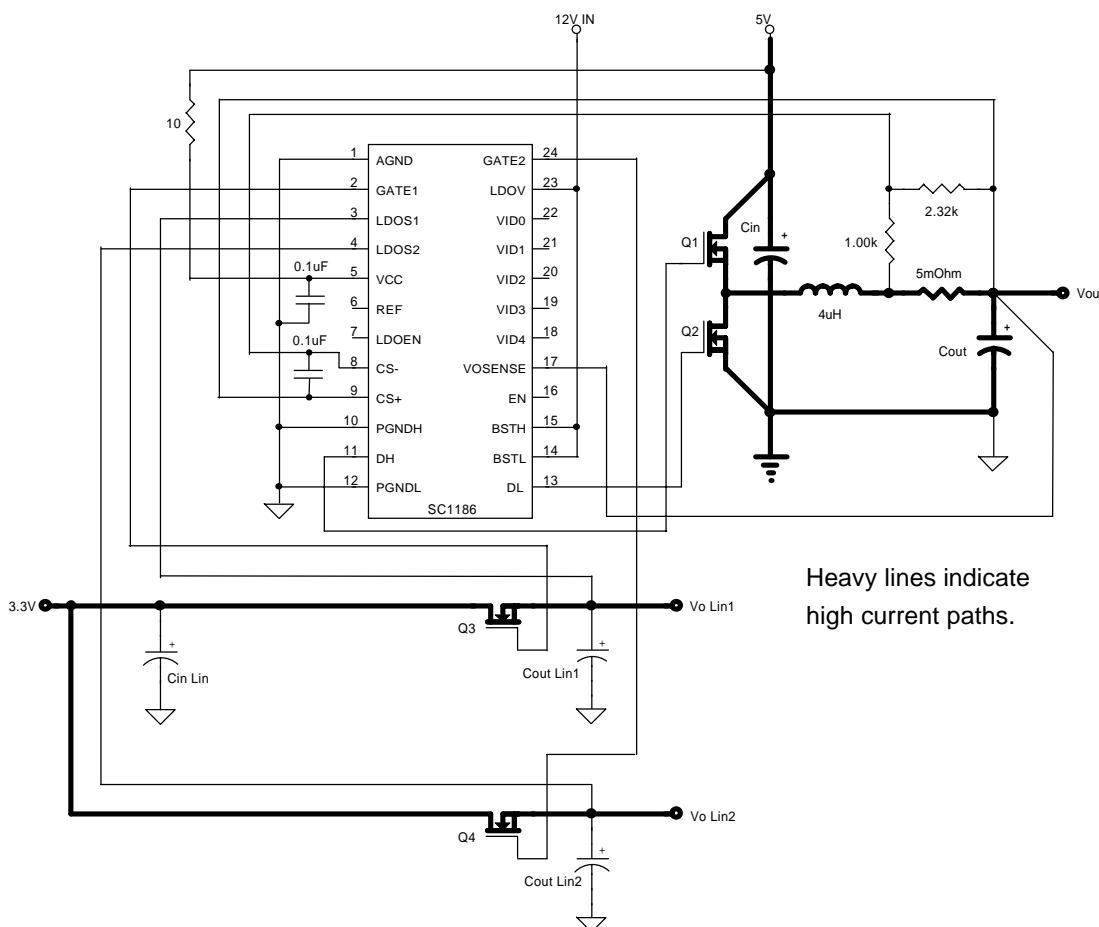 12V IN
5V
10
1 AGND GATE2 24
2 GATE1 LDOV 23
3 LDOS1 VID0 22
4 LDOS2 VID1 21
5 VCC VID2 20
6 REF VID3 19
7 LDOEN VID4 18
8 CS- VOSENSE 17
9 CS+ EN 16
10 PGNDH BSTH 15
11 DH BSTL 14
12 PGNDL DL 13
SC1186
0.1uF
0.1uF
2.32k
1.00k
Q1
Cin
+
5mOhm
4uH
Vou
Q2
+
Cout
Heavy lines indicate
high current paths.
3.3V
Vo Lin1
Q3
+
Cin Lin
+
Cout Lin1
Vo Lin2
Q4
+
Cout Lin2